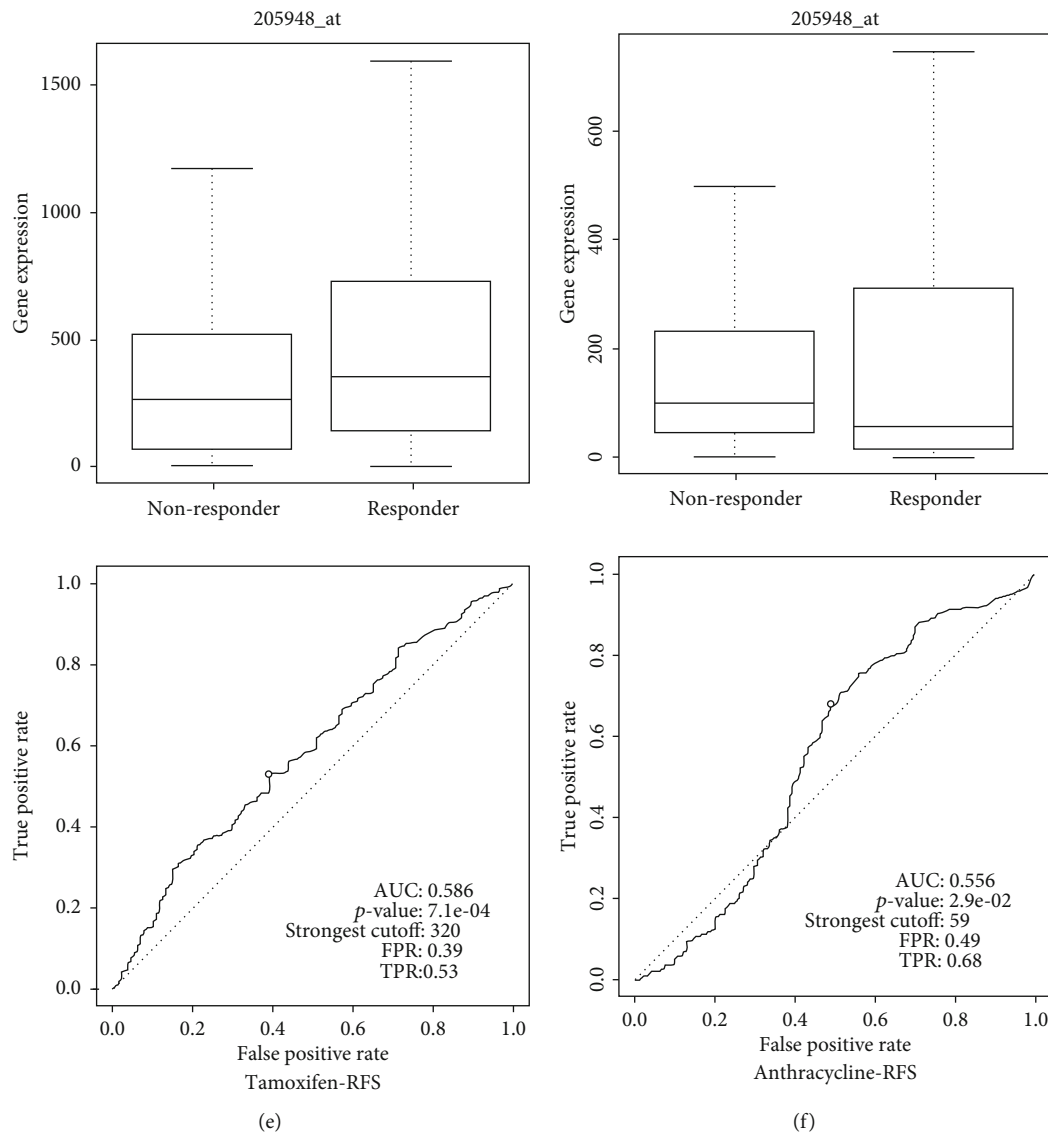 205948_at
1500
1000
500
0
Gene expression
Non-responder
Responder
205948_at
600
400
200
0
Gene expression
Non-responder
Responder
1.0
0.8
0.6
0.4
0.2
0.0
True positive rate
AUC: 0.586
p-value: 7.1e-04
Strongest cutoff: 320
FPR: 0.39
TPR:0.53
0.0 0.2 0.4 0.6 0.8 1.0
False positive rate
Tamoxifen-RFS
(e)
1.0
0.8
0.6
0.4
0.2
0.0
True positive rate
AUC: 0.556
p-value: 2.9e-02
Strongest cutoff: 59
FPR: 0.49
TPR: 0.68
0.0 0.2 0.4 0.6 0.8 1.0
False positive rate
Anthracycline-RFS
(f)